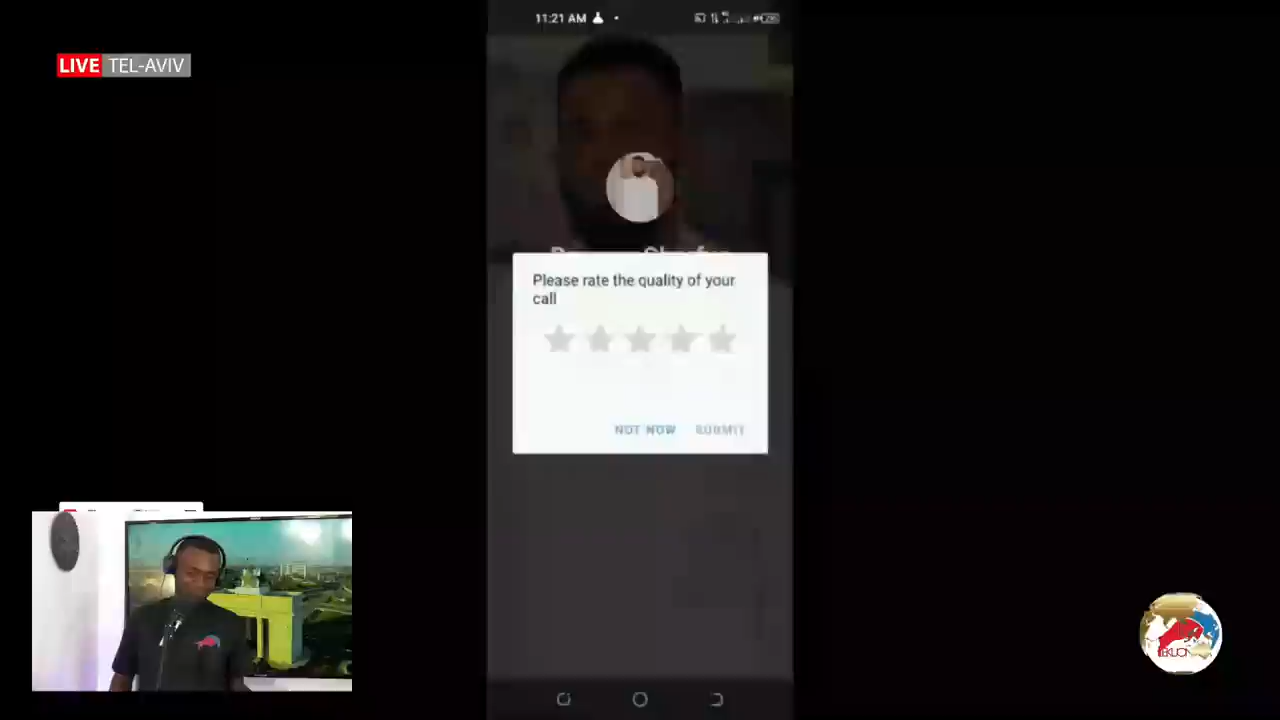 11:21 AM
LIVE TEL-AVIV
Please rate the quality of your
call
NOT NOW SUBMIT